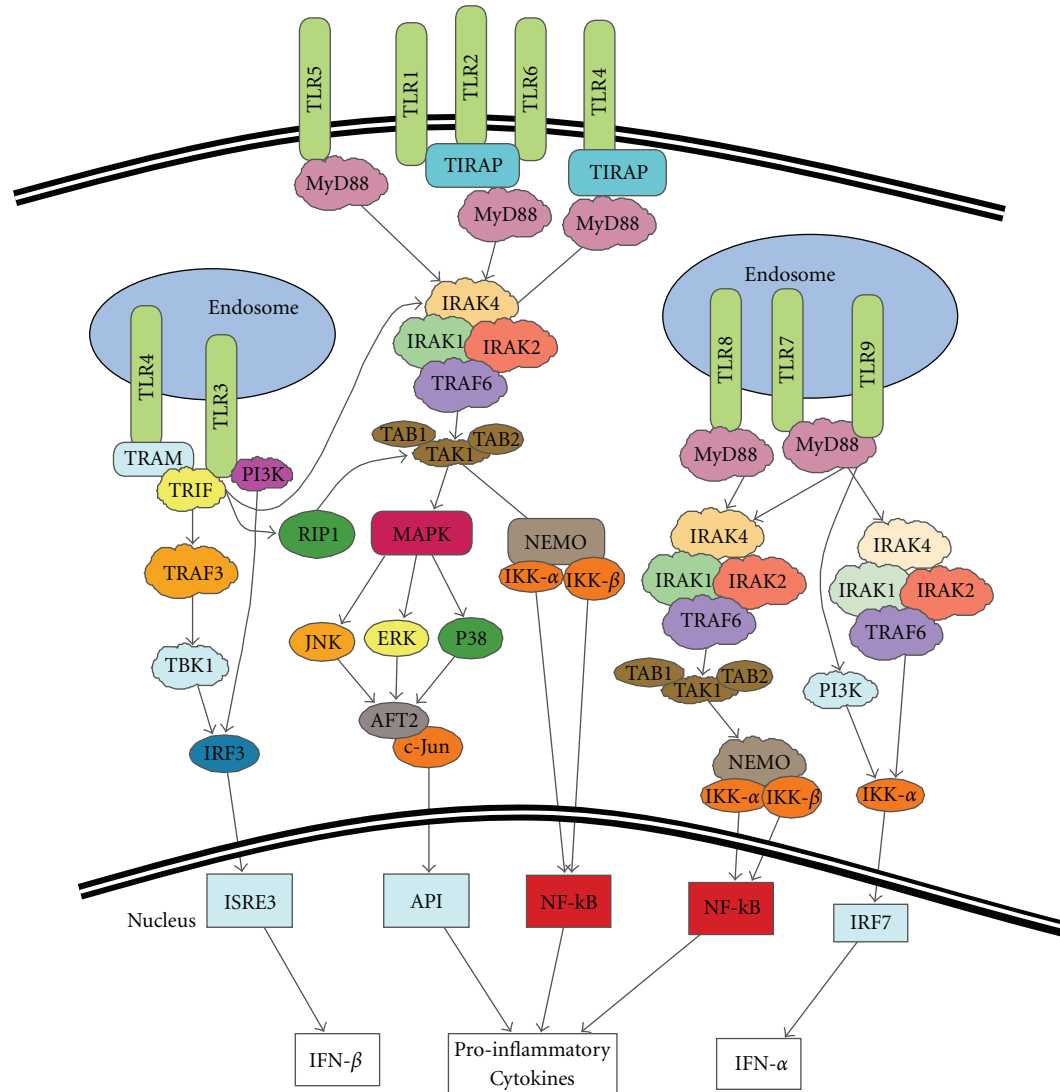 TLR5
TLR1
TLR2
TLR6
TLR4
TIRAP
TIRAP
MyD88
MyD88
MyD88
Endosome
TLR4
TLR3
TRAM
TRIF
PI3K
TRAF3
TBK1
IRF3
IRAK4
IRAK1
IRAK2
TRAF6
TAB1
TAK1
TAB2
RIP1
MAPK
NEMO
IKK-α
IKK-β
JNK
ERK
P38
AFT2
c-Jun
Endosome
TLR8
TLR7
TLR9
MyD88
MyD88
IRAK4
IRAK1
IRAK2
TRAF6
TAB1
TAK1
TAB2
NEMO
IKK-α
IKK-β
IRAK4
IRAK1
IRAK2
TRAF6
PI3K
IKK-α
Nucleus
ISRE3
API
NF-kB
NF-kB
IRF7
IFN-β
Pro-inflammatory
Cytokines
IFN-α